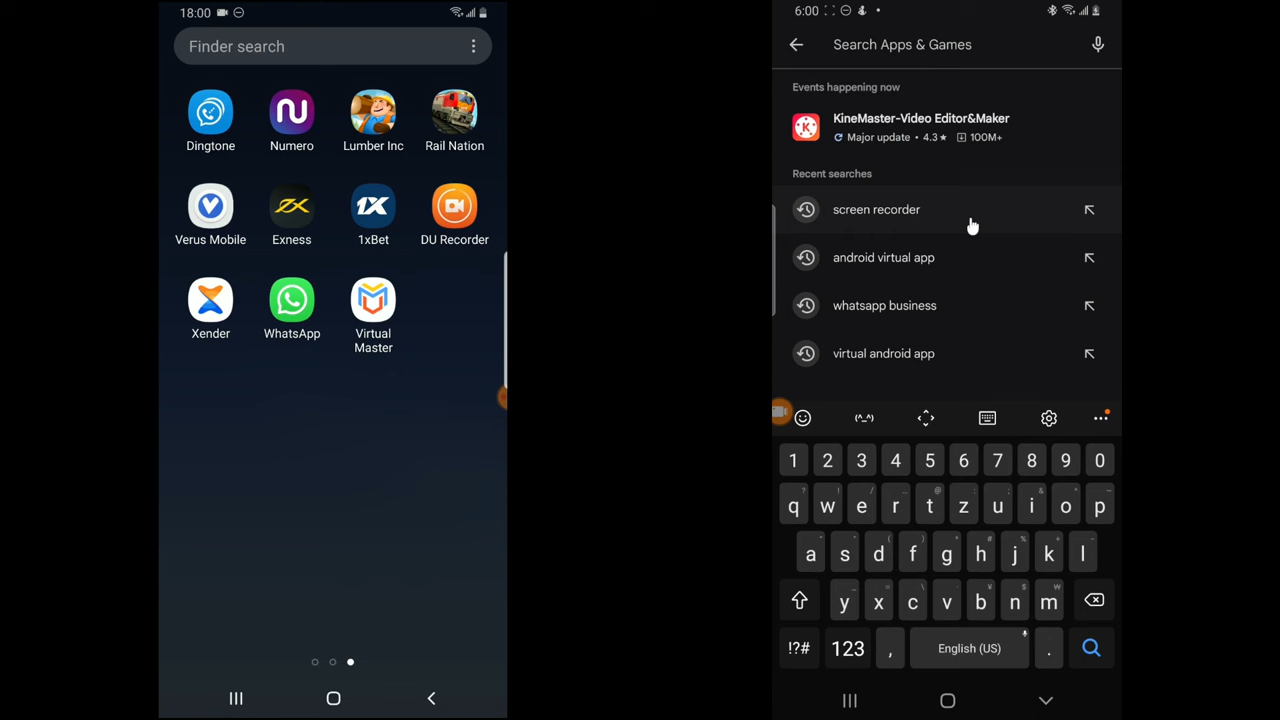 18:00
Finder search
Dingtone
Numero
Lumber Inc
Rail Nation
Verus Mobile
Exness
1xBet
DU Recorder
Xender
WhatsApp
Virtual
Master
6:00
Search Apps & Games
Events happening now
KineMaster-Video Editor&Maker
Major update • 4.3★ 100M+
Recent searches
screen recorder
android virtual app
whatsapp business
virtual android app
1 2 3 4 5 6 7 8 9 0
q w e r t z u i o p
a s d f g h j k l
y x c v b n m
!?# 123 , English (US) .